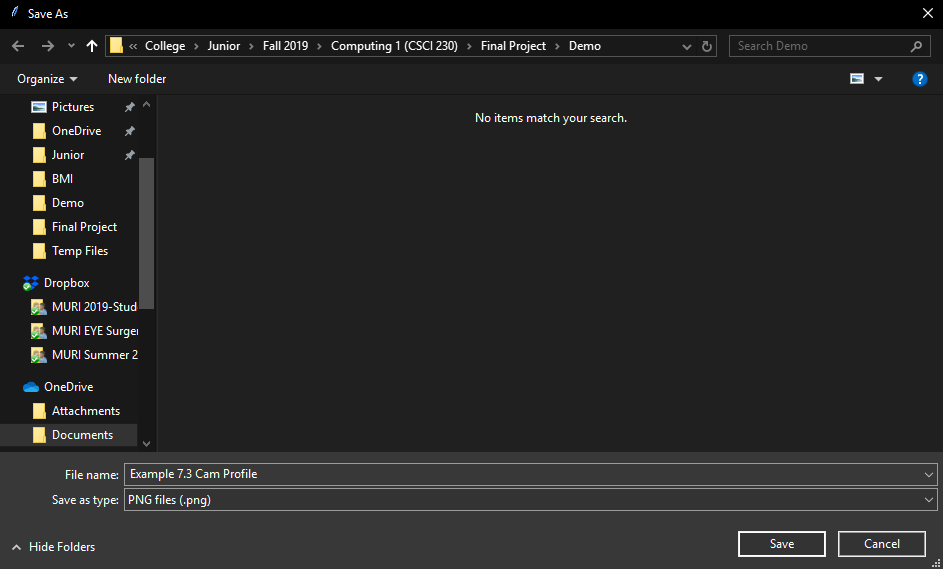 Save As
« College › Junior › Fall 2019 › Computing 1 (CSCI 230) › Final Project › Demo
Search Demo
Organize
New folder
?
No items match your search.
Pictures
OneDrive
Junior
BMI
Demo
Final Project
Temp Files
Dropbox
MURI 2019-Stud
MURI EYE Surger
MURI Summer 2
OneDrive
Attachments
Documents
File name: Example 7.3 Cam Profile
Save as type: PNG files (.png)
Hide Folders
Save
Cancel